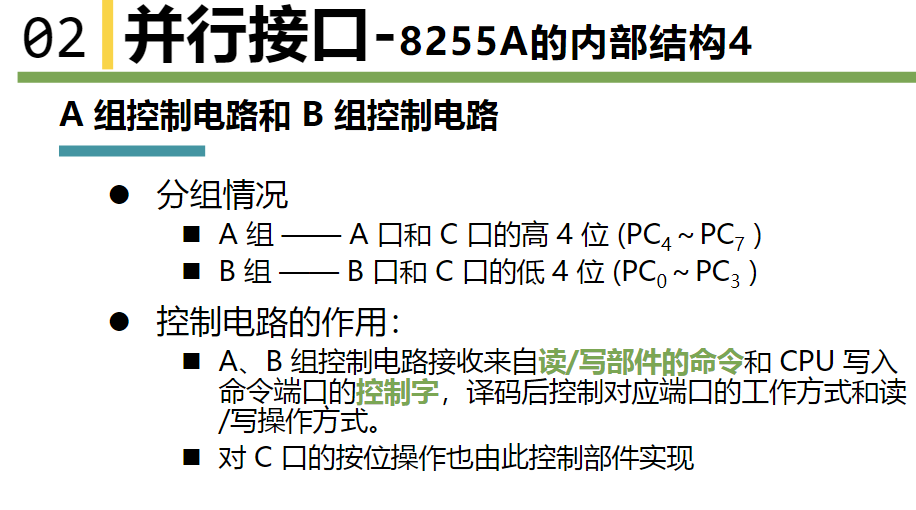 02 并行接口-8255A的内部结构4
A 组控制电路和 B 组控制电路
● 分组情况
■ A 组 —— A 口和 C 口的高 4 位 (PC4 ~ PC7 )
■ B 组 —— B 口和 C 口的低 4 位 (PC0 ~ PC3 )
● 控制电路的作用：
■ A、B 组控制电路接收来自读/写部件的命令和 CPU 写入
命令端口的控制字，译码后控制对应端口的工作方式和读
/写操作方式。
■ 对 C 口的按位操作也由此控制部件实现